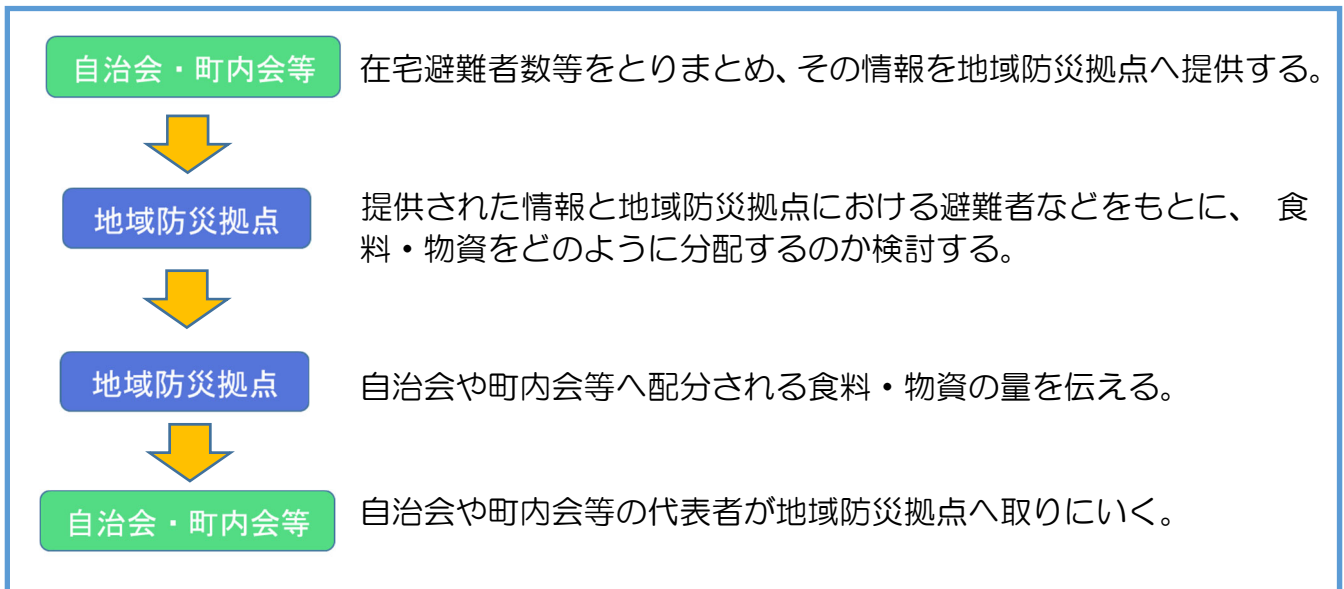 自治会・町内会等
在宅避難者数等をとりまとめ、その情報を地域防災拠点へ提供する。
地域防災拠点
提供された情報と地域防災拠点における避難者などをもとに、 食
料・物資をどのように分配するのか検討する。
地域防災拠点
自治会や町内会等へ配分される食料・物資の量を伝える。
自治会・町内会等
自治会や町内会等の代表者が地域防災拠点へ取りにいく。